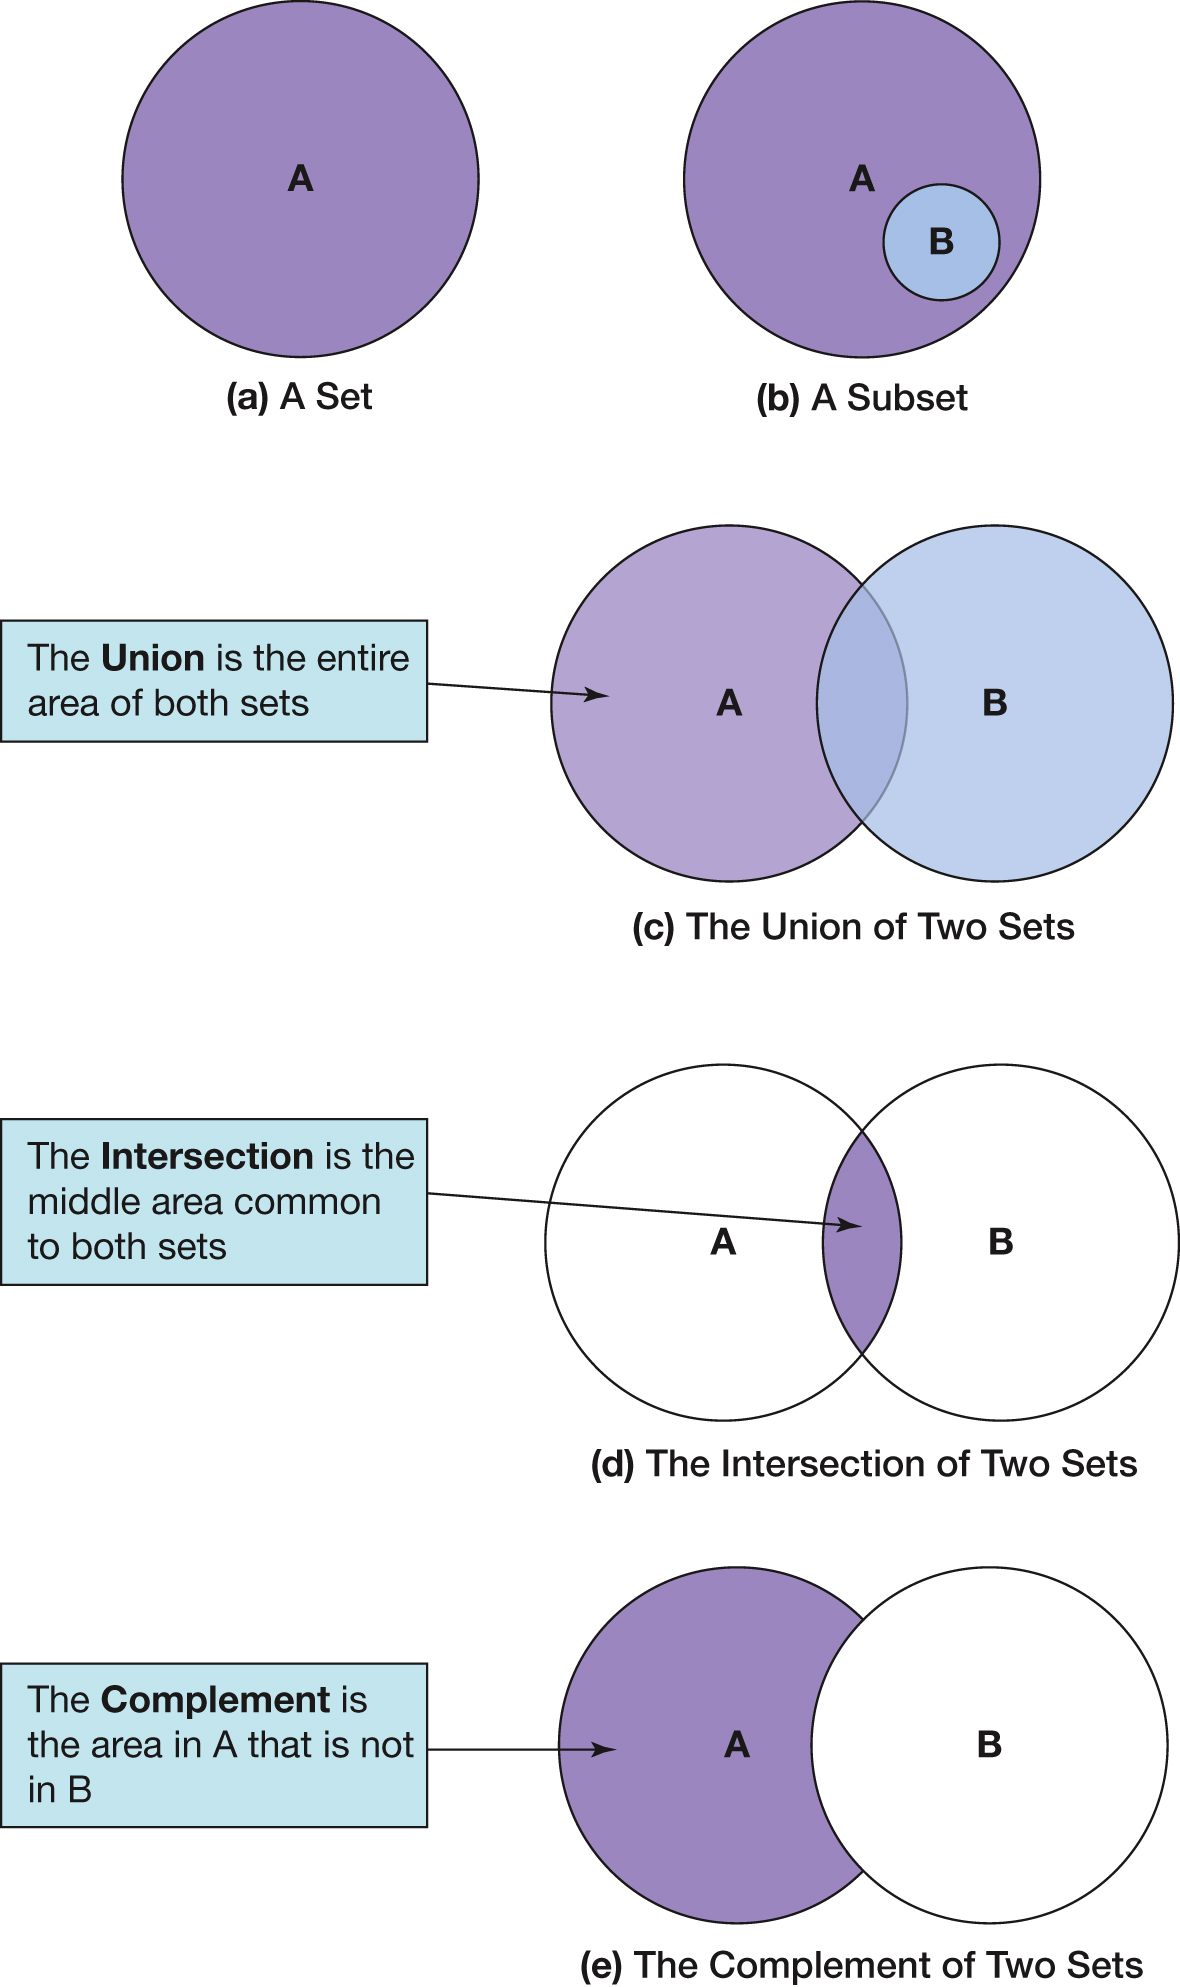 A
A
B
(a) A Set
(b) A Subset
The Union is the entire
area of both sets
A
B
(c) The Union of Two Sets
The Intersection is the
middle area common
to both sets
A
B
(d) The Intersection of Two Sets
The Complement is
the area in A that is not
in B
A
B
(e) The Complement of Two Sets